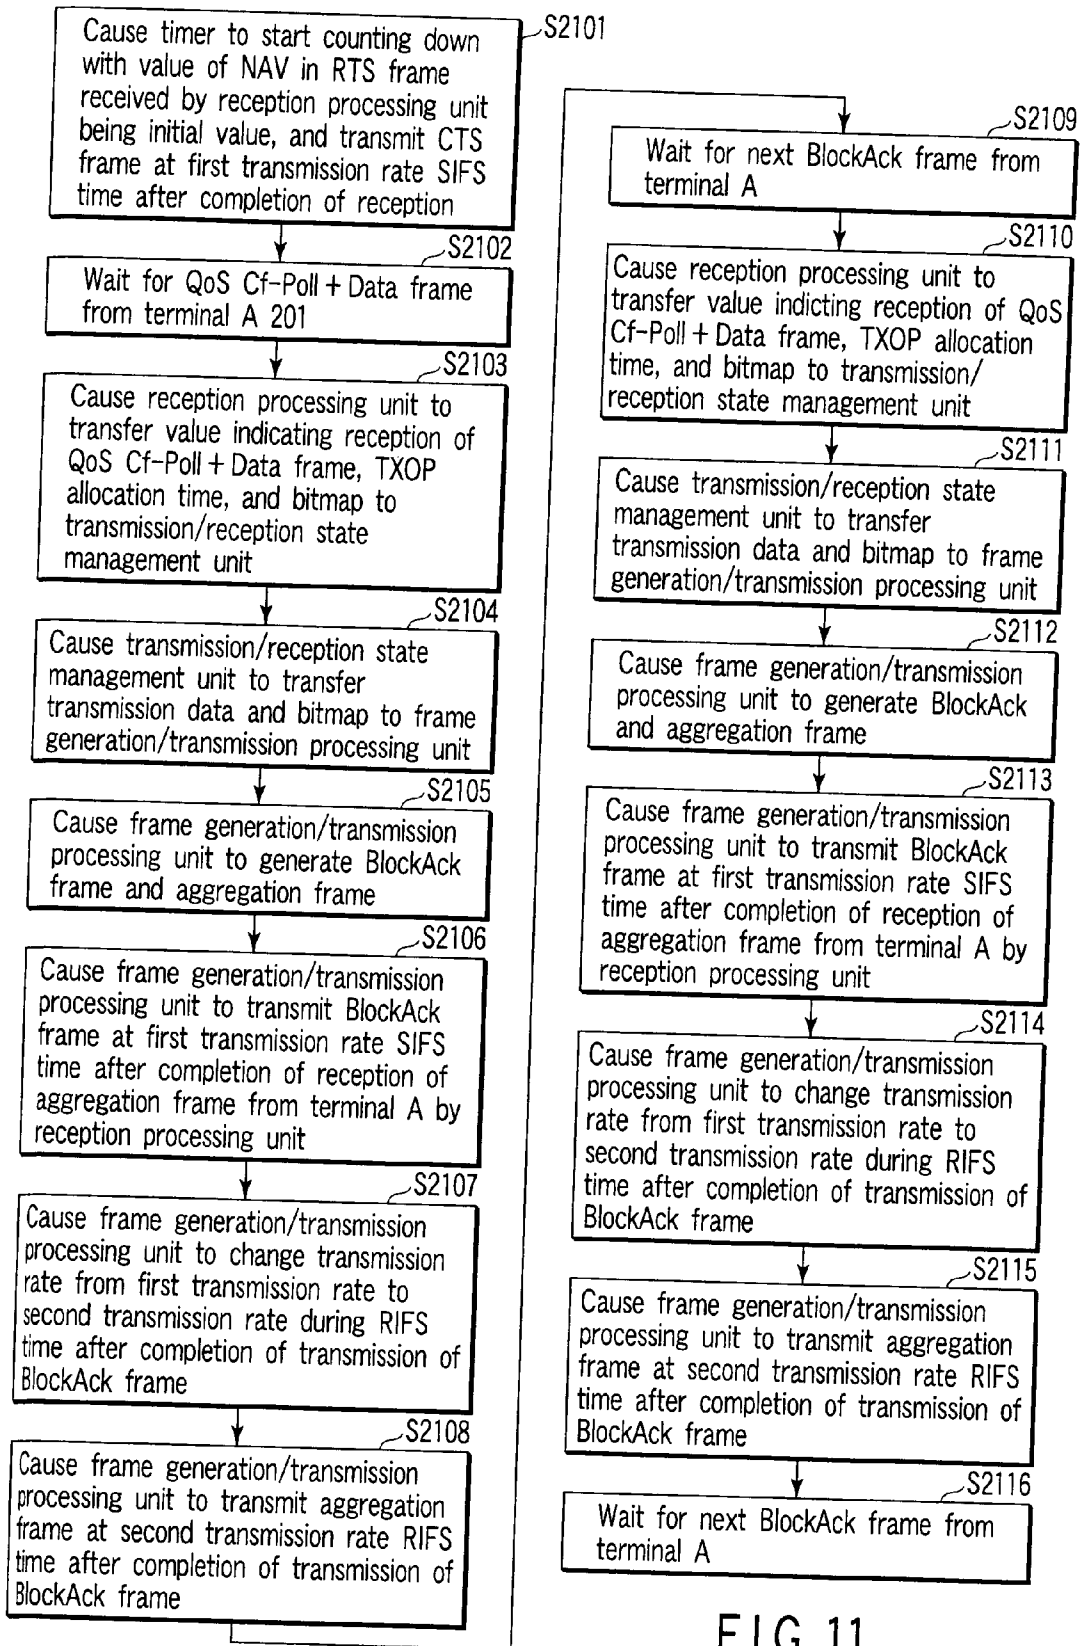 S2101
Cause timer to start counting down
with value of NAV in RTS frame
received by reception processing unit
being initial value, and transmit CTS
frame at first transmission rate SIFS
time after completion of reception
S2102
Wait for QoS Cf-Poll + Data frame
from terminal A 201
S2103
Cause reception processing unit to
transfer value indicating reception of
QoS Cf-Poll + Data frame, TXOP
allocation time, and bitmap to
transmission/reception state
management unit
S2104
Cause transmission/reception state
management unit to transfer
transmission data and bitmap to frame
generation/transmission processing unit
S2105
Cause frame generation/transmission
processing unit to generate BlockAck
frame and aggregation frame
S2106
Cause frame generation/transmission
processing unit to transmit BlockAck
frame at first transmission rate SIFS
time after completion of reception of
aggregation frame from terminal A by
reception processing unit
S2107
Cause frame generation/transmission
processing unit to change transmission
rate from first transmission rate to
second transmission rate during RIFS
time after completion of transmission of
BlockAck frame
S2108
Cause frame generation/transmission
processing unit to transmit aggregation
frame at second transmission rate RIFS
time after completion of transmission of
BlockAck frame
S2109
Wait for next BlockAck frame from
terminal A
S2110
Cause reception processing unit to
transfer value indicting reception of QoS
Cf-Poll + Data frame, TXOP allocation
time, and bitmap to transmission/
reception state management unit
S2111
Cause transmission/reception state
management unit to transfer
transmission data and bitmap to frame
generation/transmission processing unit
S2112
Cause frame generation/transmission
processing unit to generate BlockAck
and aggregation frame
S2113
Cause frame generation/transmission
processing unit to transmit BlockAck
frame at first transmission rate SIFS
time after completion of reception of
aggregation frame from terminal A by
reception processing unit
S2114
Cause frame generation/transmission
processing unit to change transmission
rate from first transmission rate to
second transmission rate during RIFS
time after completion of transmission of
BlockAck frame
S2115
Cause frame generation/transmission
processing unit to transmit aggregation
frame at second transmission rate RIFS
time after completion of transmission of
BlockAck frame
S2116
Wait for next BlockAck frame from
terminal A
FIG. 11